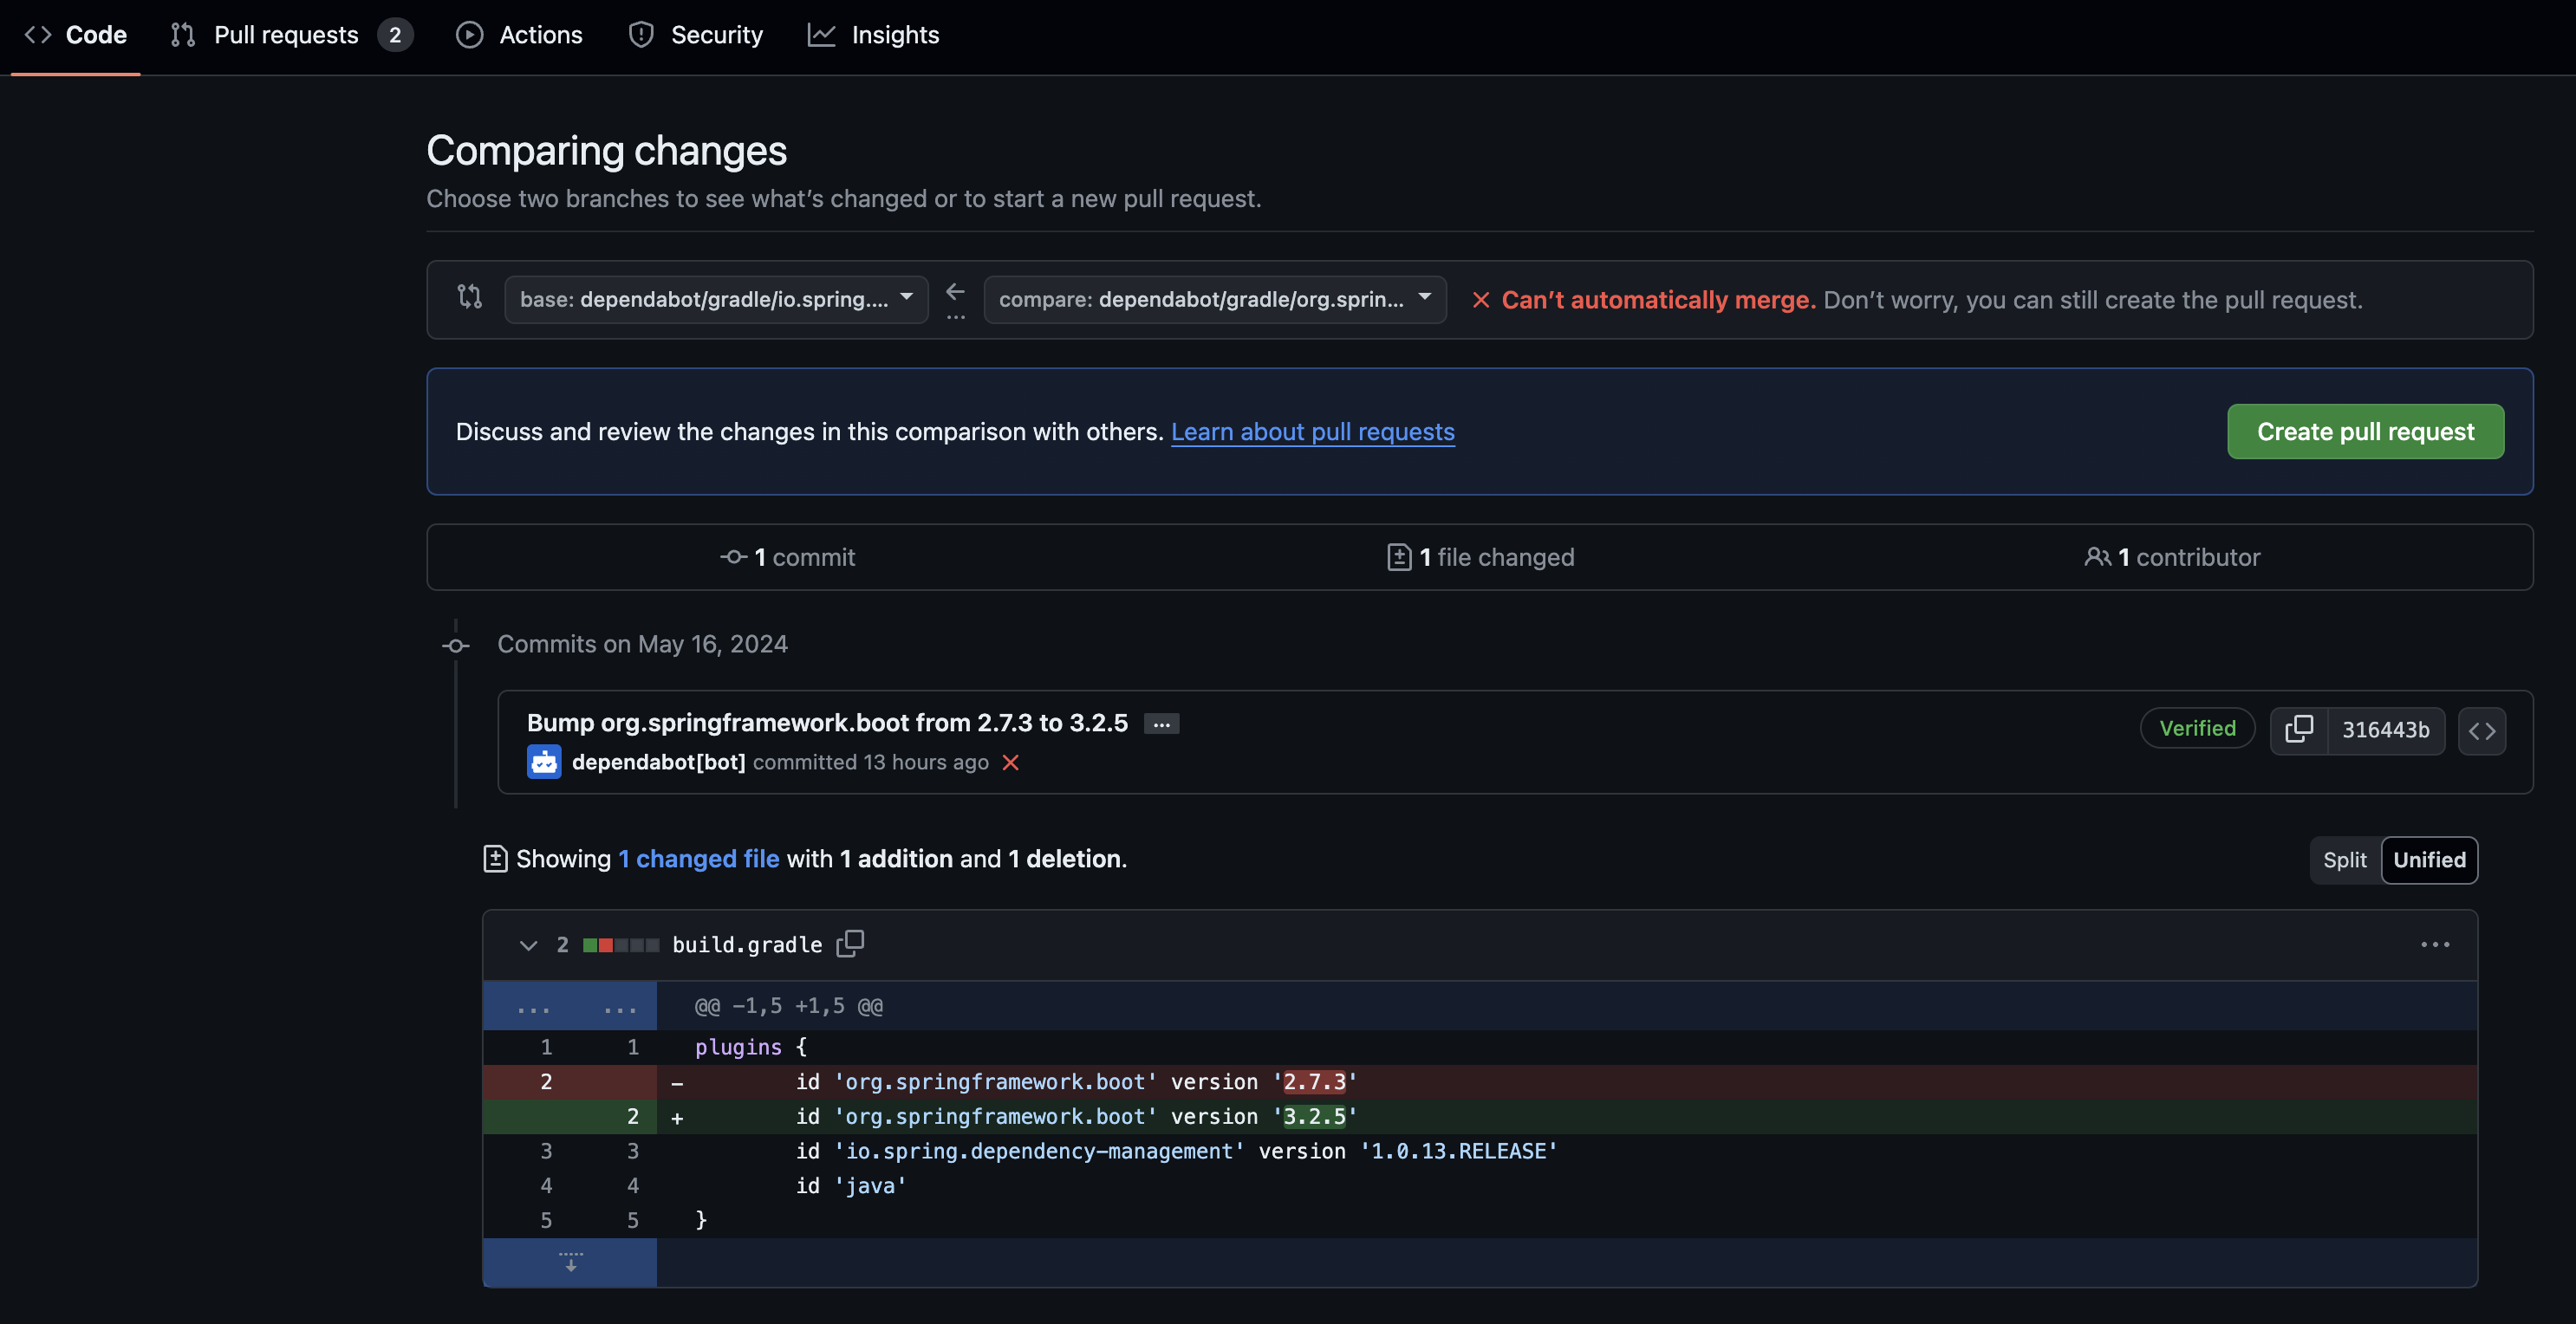 Code Pull requests 2 Actions Security Insights
Comparing changes
Choose two branches to see what’s changed or to start a new pull request.
base: dependabot/gradle/io.spring.... ... compare: dependabot/gradle/org.sprin... Can’t automatically merge. Don’t worry, you can still create the pull request.
Discuss and review the changes in this comparison with others. Learn about pull requests Create pull request
1 commit 1 file changed 1 contributor
Commits on May 16, 2024
Bump org.springframework.boot from 2.7.3 to 3.2.5 ...
Verified 316443b
dependabot[bot] committed 13 hours ago
Showing 1 changed file with 1 addition and 1 deletion.
Split Unified
2 build.gradle
... ... @@ -1,5 +1,5 @@
1 1 plugins {
2 - id 'org.springframework.boot' version '2.7.3'
2 + id 'org.springframework.boot' version '3.2.5'
3 3 id 'io.spring.dependency-management' version '1.0.13.RELEASE'
4 4 id 'java'
5 5 }